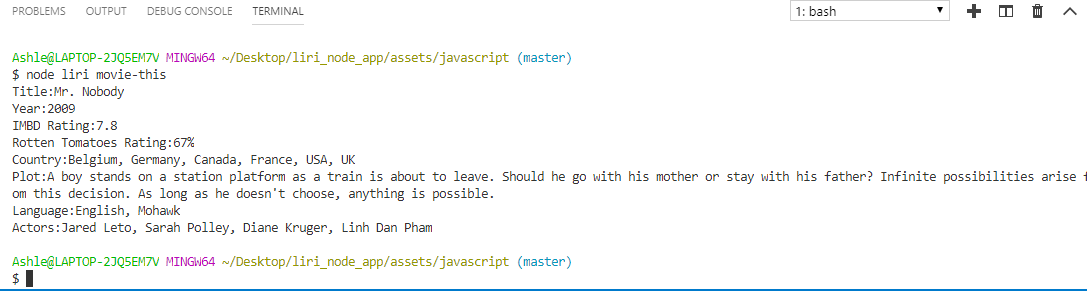 PROBLEMS OUTPUT DEBUG CONSOLE TERMINAL 1: bash
Ashle@LAPTOP-2JQ5EM7V MINGW64 ~/Desktop/liri_node_app/assets/javascript (master)
$ node liri movie-this
Title:Mr. Nobody
Year:2009
IMBD Rating:7.8
Rotten Tomatoes Rating:67%
Country:Belgium, Germany, Canada, France, USA, UK
Plot:A boy stands on a station platform as a train is about to leave. Should he go with his mother or stay with his father? Infinite possibilities arise f
om this decision. As long as he doesn't choose, anything is possible.
Language:English, Mohawk
Actors:Jared Leto, Sarah Polley, Diane Kruger, Linh Dan Pham
Ashle@LAPTOP-2JQ5EM7V MINGW64 ~/Desktop/liri_node_app/assets/javascript (master)
$